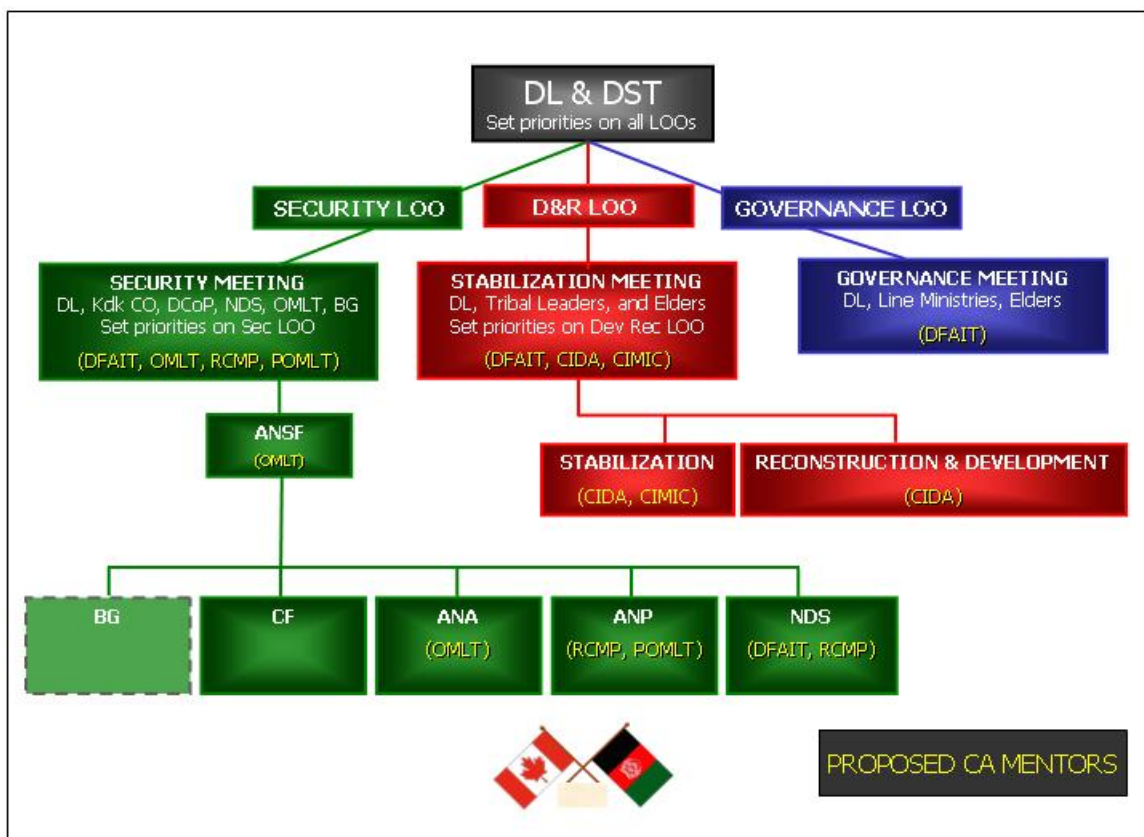 DL & DST
Set priorities on all LOOs
SECURITY LOO
D&R LOO
GOVERNANCE LOO
SECURITY MEETING
DL, Kdk CO, DCoP, NDS, OMLT, BG
Set priorities on Sec LOO
(DFAIT, OMLT, RCMP, POMLT)
STABILIZATION MEETING
DL, Tribal Leaders, and Elders
Set priorities on Dev Rec LOO
(DFAIT, CIDA, CIMIC)
GOVERNANCE MEETING
DL, Line Ministries, Elders
(DFAIT)
ANSF
(OMLT)
STABILIZATION
(CIDA, CIMIC)
RECONSTRUCTION & DEVELOPMENT
(CIDA)
BG
CF
ANA
(OMLT)
ANP
(RCMP, POMLT)
NDS
(DFAIT, RCMP)
PROPOSED CA MENTORS